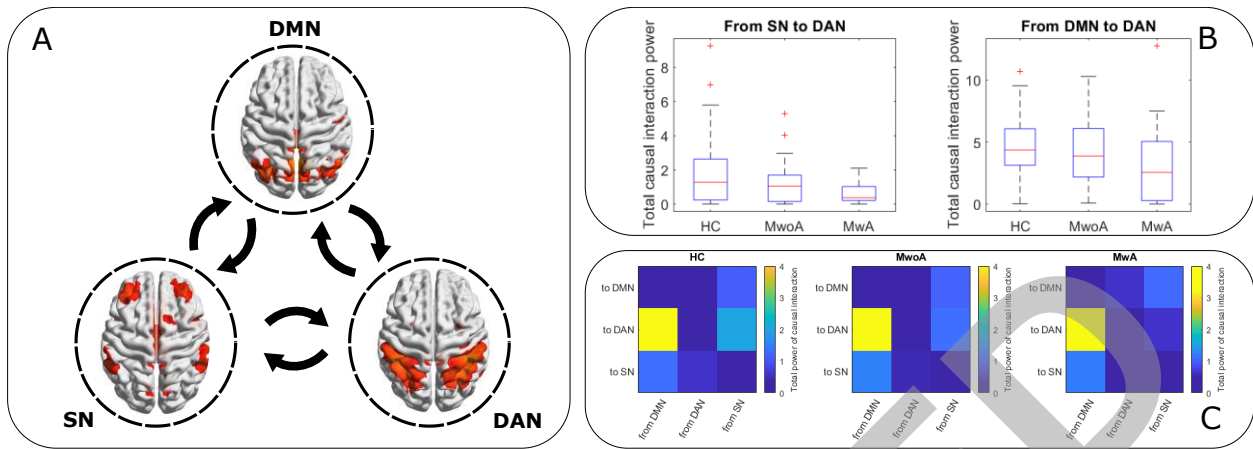 A
DMN
SN
DAN
B
From SN to DAN
Total causal interaction power
8
6
4
2
0
HC MwoA MwA
From DMN to DAN
Total causal interaction power
10
5
0
HC MwoA MwA
C
HC
to DMN
to DAN
to SN
from DMN
from DAN
from SN
4
3
2
1
0
Total power of causal interaction
MwoA
to DMN
to DAN
to SN
from DMN
from DAN
from SN
4
3
2
1
0
Total power of causal interaction
MwA
to DMN
to DAN
to SN
from DMN
from DAN
from SN
4
3
2
1
0
Total power of causal interaction